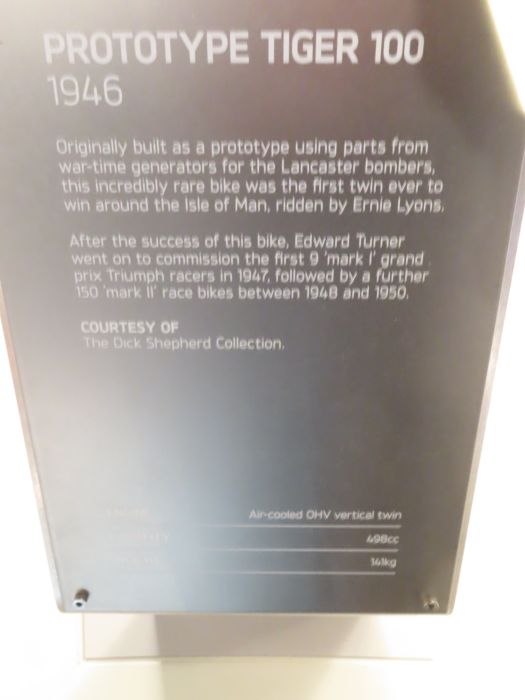 PROTOTYPE TIGER 100
1946
Originally built as a prototype using parts from
war-time generators for the Lancaster bombers,
this incredibly rare bike was the first twin ever to
win around the Isle of Man, ridden by Ernie Lyons.
After the success of this bike, Edward Turner
went on to commission the first 9 'mark I' grand
prix Triumph racers in 1947, followed by a further
150 'mark II' race bikes between 1948 and 1950.
COURTESY OF
The Dick Shepherd Collection.
Air-cooled OHV vertical twin
498cc
141kg